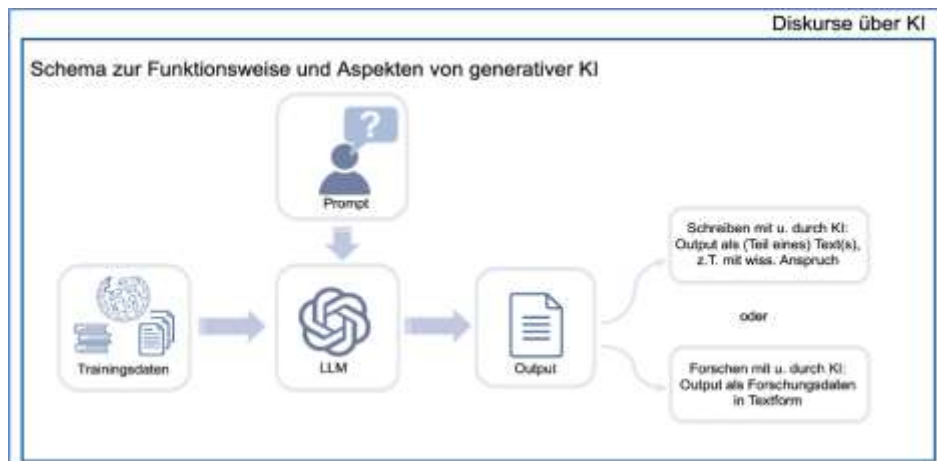 Diskurse über KI
Schema zur Funktionsweise und Aspekten von generativer KI
?
Prompt
Trainingsdaten
LLM
Output
Schreiben mit u. durch KI:
Output als (Teil eines) Text(s),
z.T. mit wiss. Anspruch
oder
Forschen mit u. durch KI:
Output als Forschungsdaten
in Textform